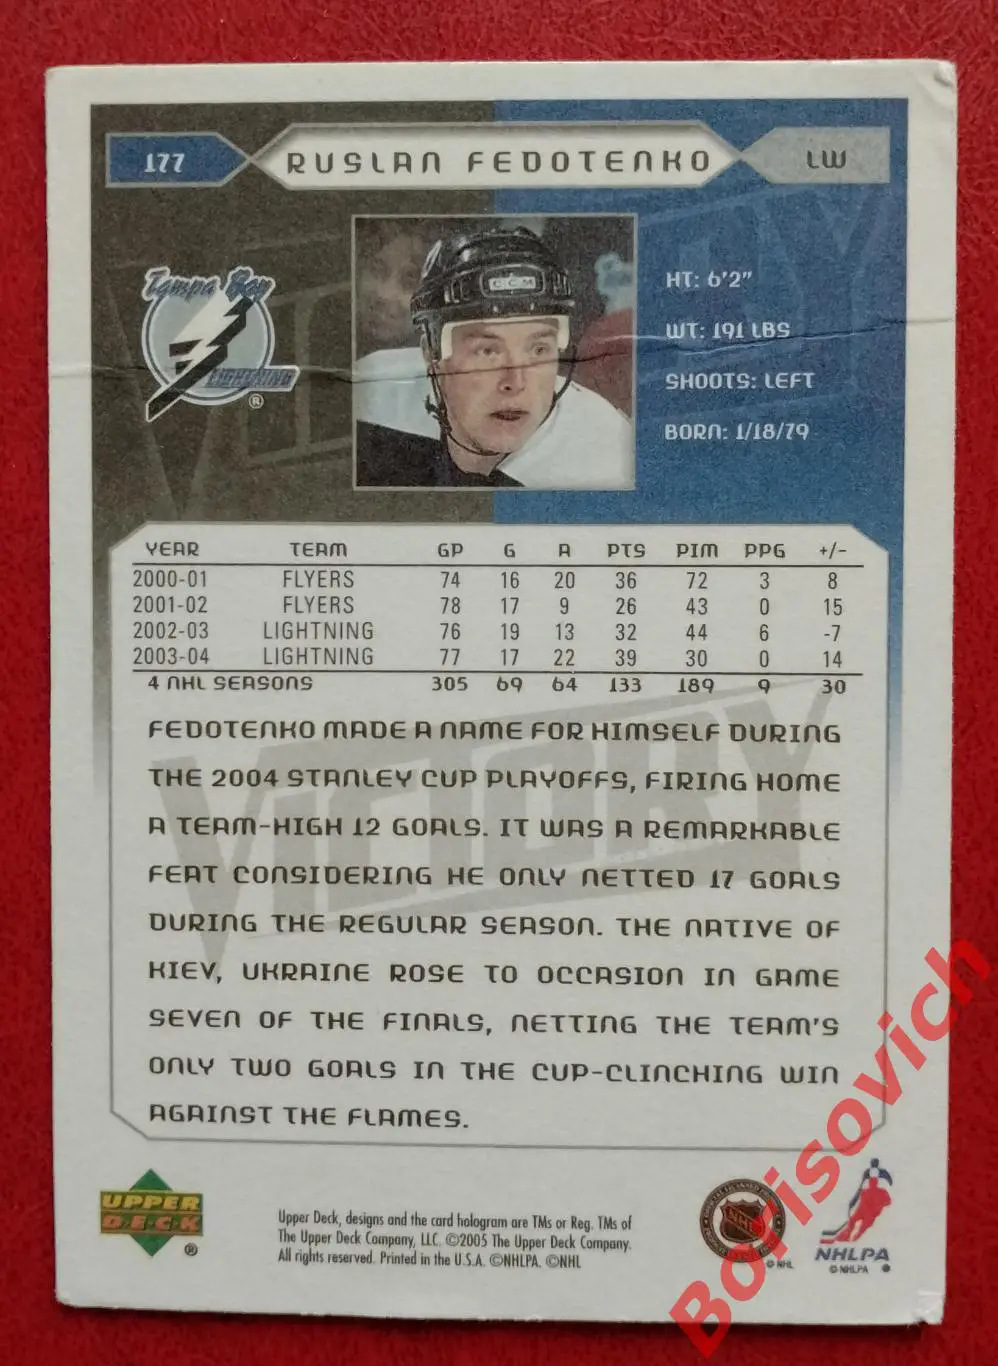 177 RUSLAN FEDOTENKO LW
Tampa Bay
LIGHTNING
®
CCM
HT: 6'2"
WT: 191 LBS
SHOOTS: LEFT
BORN: 1/18/79
YEAR TEAM GP G A PTS PIM PPG +/-
2000-01 FLYERS 74 16 20 36 72 3 8
2001-02 FLYERS 78 17 9 26 43 0 15
2002-03 LIGHTNING 76 19 13 32 44 6 -7
2003-04 LIGHTNING 77 17 22 39 30 0 14
4 NHL SEASONS 305 69 64 133 189 9 30
VICTORY
FEDOTENKO MADE A NAME FOR HIMSELF DURING
THE 2004 STANLEY CUP PLAYOFFS, FIRING HOME
A TEAM-HIGH 12 GOALS. IT WAS A REMARKABLE
FEAT CONSIDERING HE ONLY NETTED 17 GOALS
DURING THE REGULAR SEASON. THE NATIVE OF
KIEV, UKRAINE ROSE TO OCCASION IN GAME
SEVEN OF THE FINALS, NETTING THE TEAM'S
ONLY TWO GOALS IN THE CUP-CLINCHING WIN
AGAINST THE FLAMES.
UPPER
DECK
®
Upper Deck, designs and the card hologram are TMs or Reg. TMs of
The Upper Deck Company, LLC. ©2005 The Upper Deck Company.
All rights reserved. Printed in the U.S.A. ©NHLPA. ©NHL
NHL
© NHL
NHLPA
© NHLPA
Bopisovich